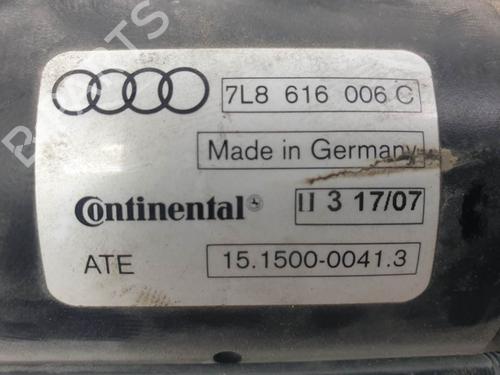 7L8 616 006 C
Made in Germany
Continental
II 3 17/07
ATE
15.1500-0041.3